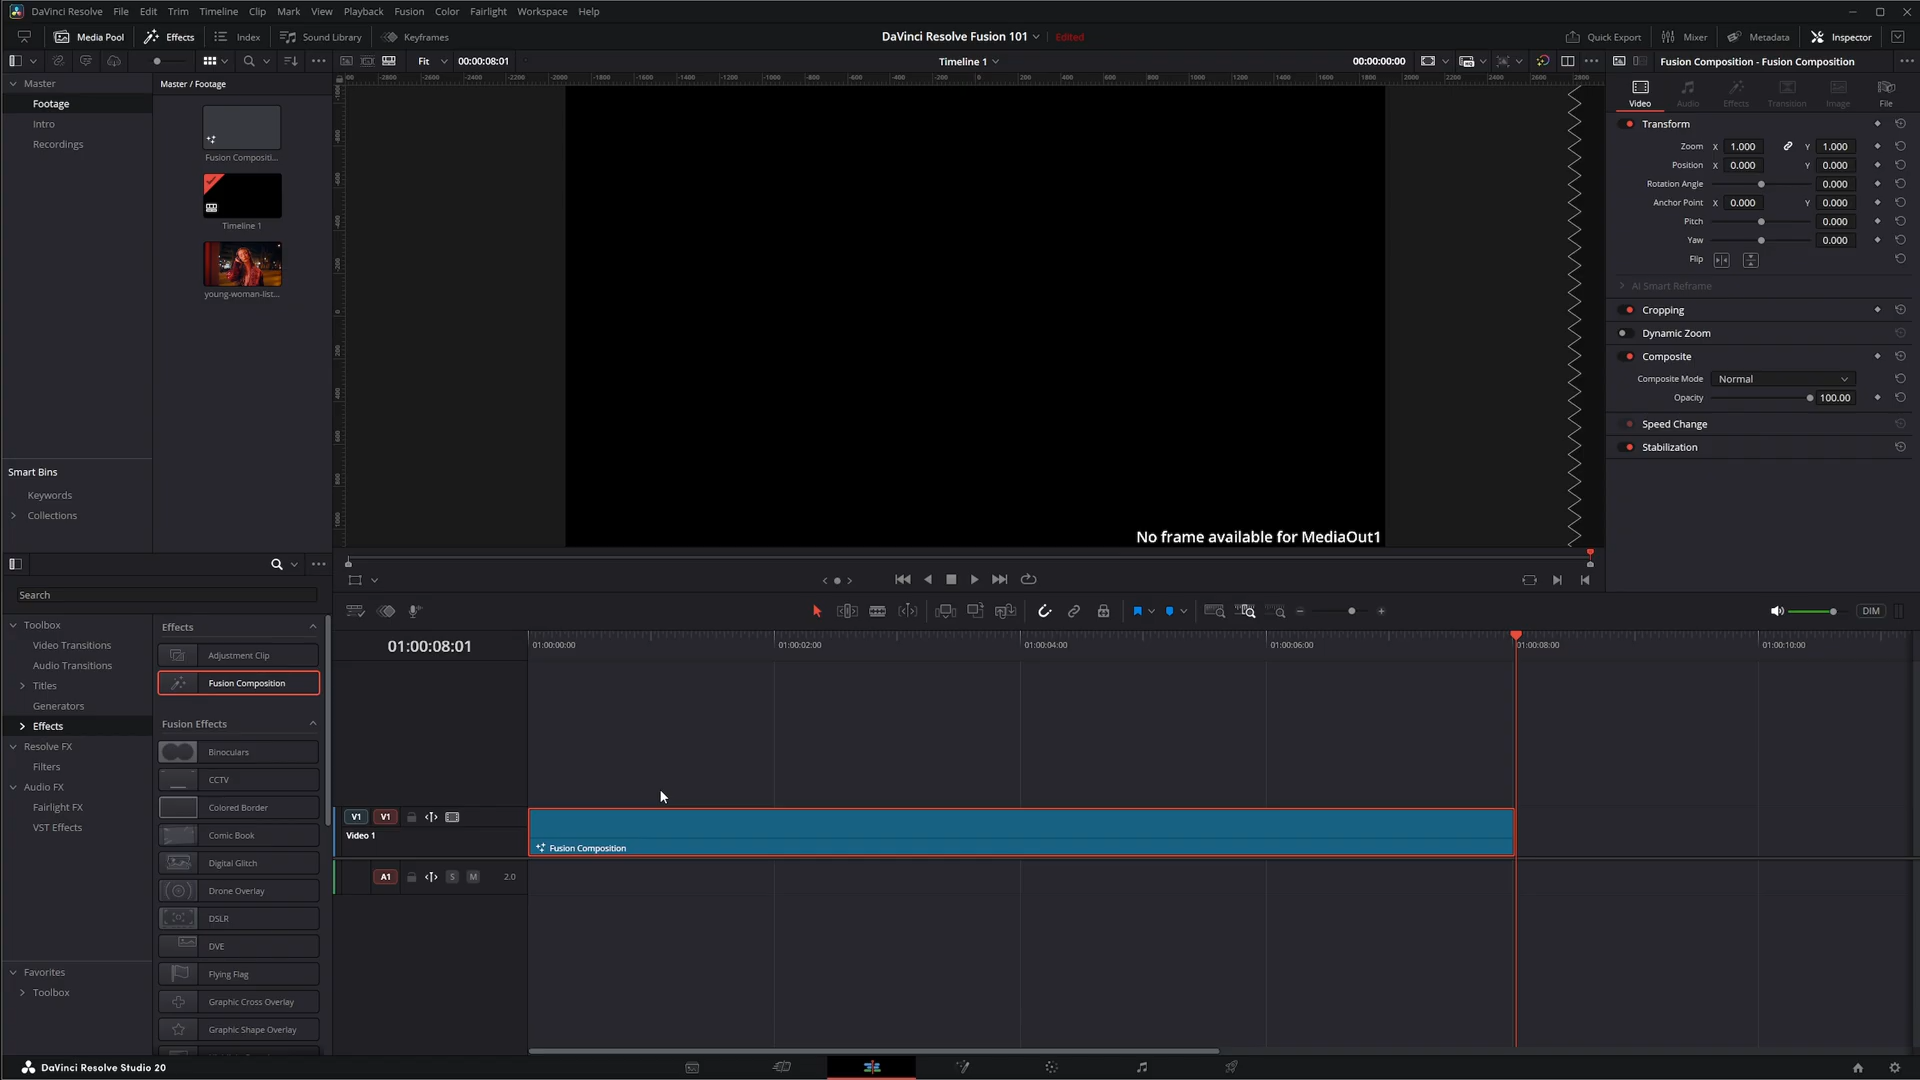 DaVinci Resolve File Edit Trim Timeline Clip Mark View Playback Fusion Color Fairlight Workspace Help
Media Pool Effects Index Sound Library Keyframes
DaVinci Resolve Fusion 101 Edited
Quick Export Mixer Metadata Inspector
Fit 00:00:08:01 Timeline 1 00:00:00:00
Fusion Composition - Fusion Composition
Master
Footage
Intro
Recordings
Master / Footage
Fusion Compositi...
Timeline 1
young-woman-list...
Smart Bins
Keywords
Collections
No frame available for MediaOut1
Video Audio Effects Transition Image File
Transform
Zoom X 1.000 Y 1.000
Position X 0.000 Y 0.000
Rotation Angle 0.000
Anchor Point X 0.000 Y 0.000
Pitch 0.000
Yaw 0.000
Flip
AI Smart Reframe
Cropping
Dynamic Zoom
Composite
Composite Mode Normal
Opacity 100.00
Speed Change
Stabilization
Search
Toolbox
Video Transitions
Audio Transitions
Titles
Generators
Effects
Resolve FX
Filters
Audio FX
Fairlight FX
VST Effects
Favorites
Toolbox
Effects
Adjustment Clip
Fusion Composition
Fusion Effects
Binoculars
CCTV
Colored Border
Comic Book
Digital Glitch
Drone Overlay
DSLR
DVE
Flying Flag
Graphic Cross Overlay
Graphic Shape Overlay
DIM
01:00:08:01
01:00:00:00 01:00:02:00 01:00:04:00 01:00:06:00 01:00:08:00 01:00:10:00
V1 V1
Video 1
Fusion Composition
A1 S M 2.0
DaVinci Resolve Studio 20